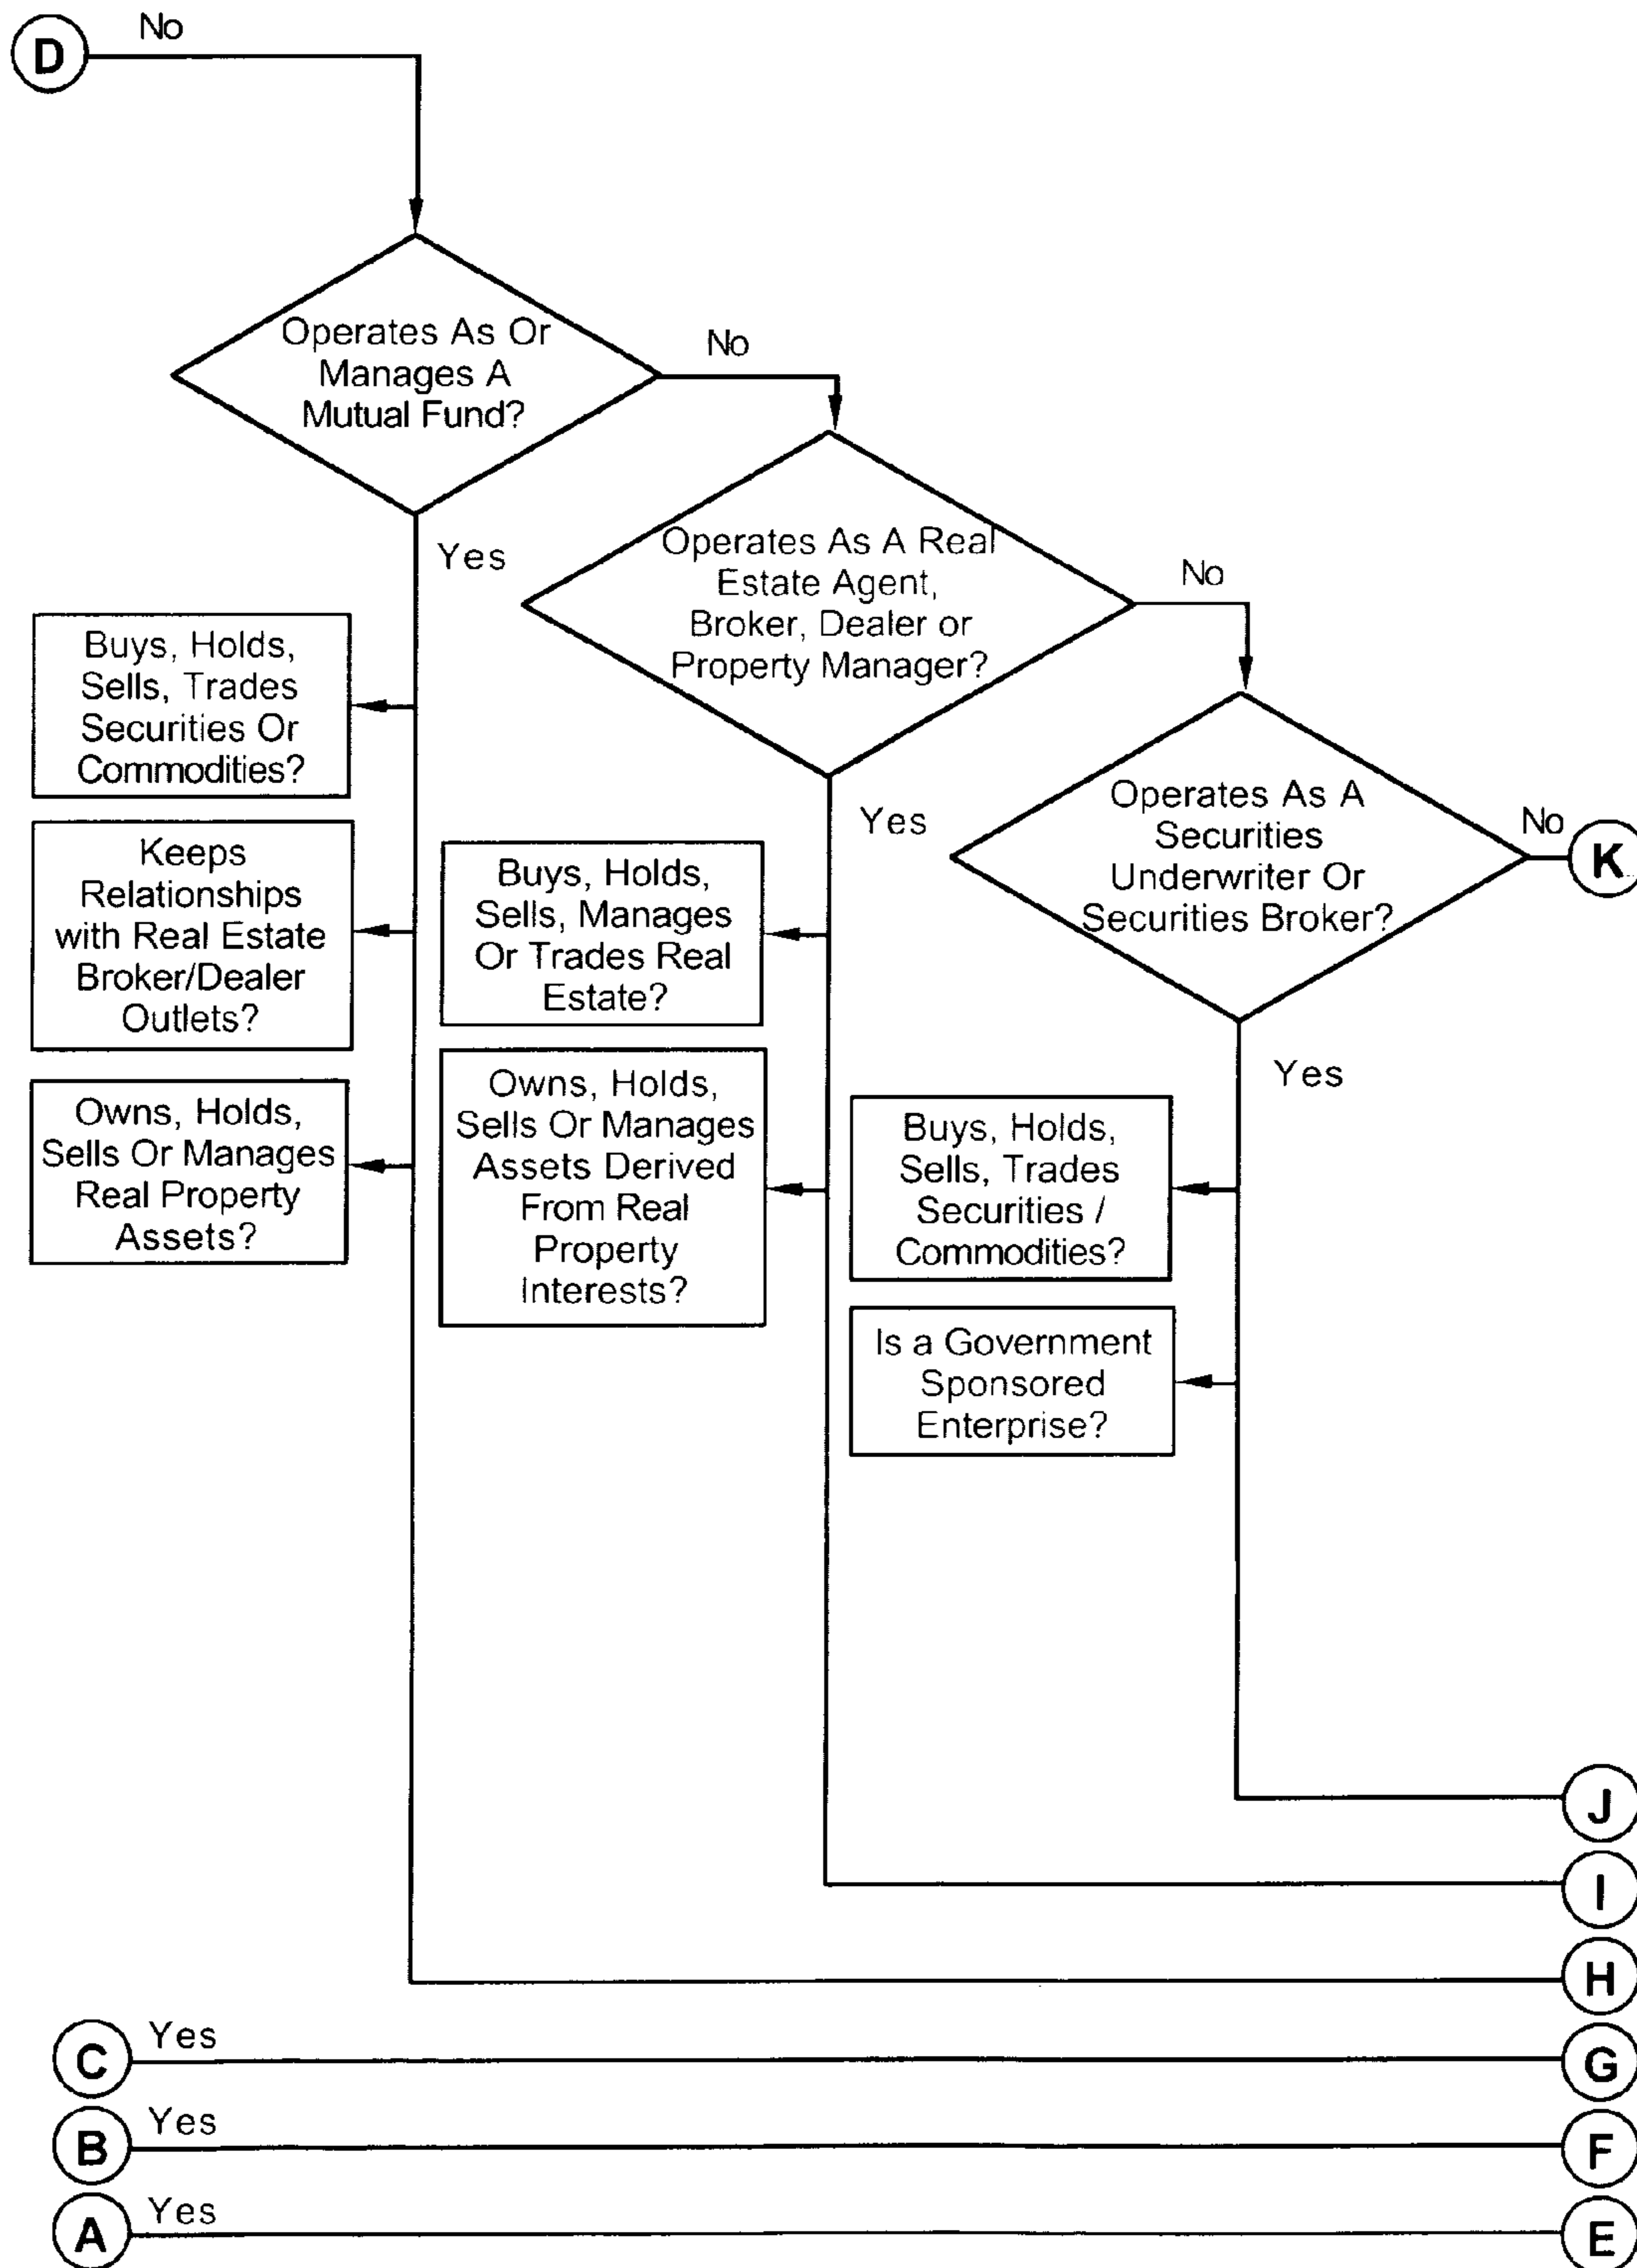 D
No
Operates As Or
Manages A
Mutual Fund?
No
Yes
Operates As A Real
Estate Agent,
Broker, Dealer or
Property Manager?
No
Yes
Buys, Holds,
Sells, Trades
Securities Or
Commodities?
Keeps
Relationships
with Real Estate
Broker/Dealer
Outlets?
Owns, Holds,
Sells Or Manages
Real Property
Assets?
Buys, Holds,
Sells, Manages
Or Trades Real
Estate?
Owns, Holds,
Sells Or Manages
Assets Derived
From Real
Property
Interests?
Operates As A
Securities
Underwriter Or
Securities Broker?
No
K
Yes
Buys, Holds,
Sells, Trades
Securities /
Commodities?
Is a Government
Sponsored
Enterprise?
J
I
H
C
Yes
G
B
Yes
F
A
Yes
E